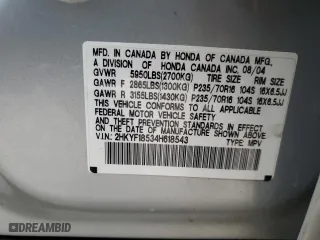 MFD. IN CANADA BY HONDA OF CANADA MFG.
A DIVISION OF HONDA CANADA INC. 08/04
GVWR 5950LBS(2700KG) TIRE SIZE RIM SIZE
GAWR F 2865LBS(1300KG) P235/70R16 104S 16X6.5JJ
GAWR R 3155LBS(1430KG) P235/70R16 104S 16X6.5JJ
THIS VEHICLE CONFORMS TO ALL APPLICABLE
FEDERAL MOTOR VEHICLE SAFETY AND
THEFT PREVENTION STANDARDS IN EFFECT ON
THE DATE OF MANUFACTURE SHOWN ABOVE.
V.I.N.: 2HKYF18534H618543 TYPE: MPV
© AUTOBIDMASTER